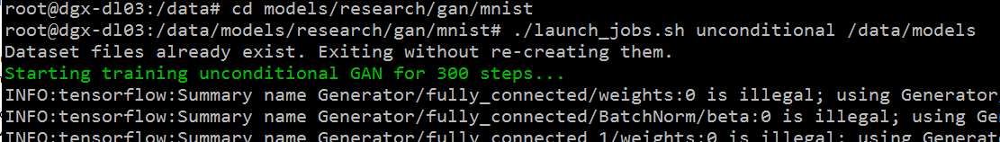 root@dgx-dl03:/data# cd models/research/gan/mnist
root@dgx-dl03:/data/models/research/gan/mnist# ./launch_jobs.sh unconditional /data/models
Dataset files already exist. Exiting without re-creating them.
Starting training unconditional GAN for 300 steps...
INFO:tensorflow:Summary name Generator/fully_connected/weights:0 is illegal; using Generator
INFO:tensorflow:Summary name Generator/fully_connected/BatchNorm/beta:0 is illegal; using Ge
INFO:tensorflow:Summary name Generator/fully_connected_1/weights:0 is illegal; using Generat